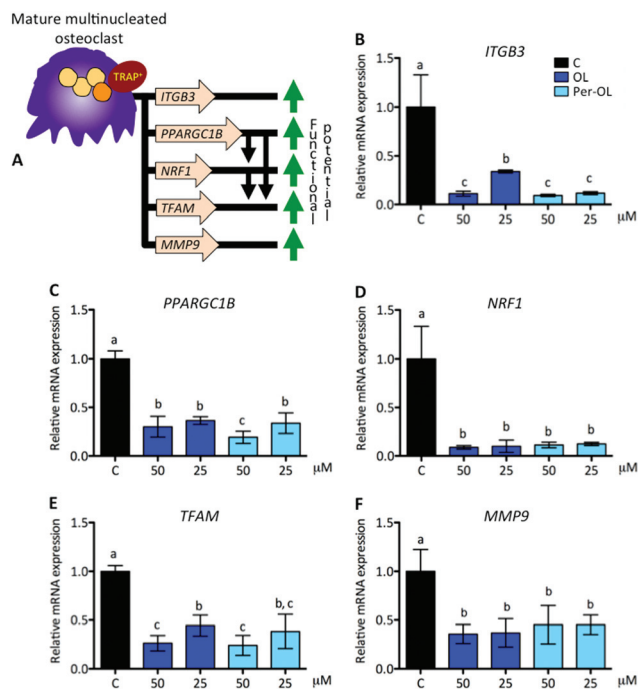 Mature multinucleated
osteoclast
TRAP+
ITGB3
PPARGC1B
NRF1
TFAM
MMP9
Functional
potential
A
B
ITGB3
Relative mRNA expression
1.5
1.0
0.5
0.0
a
c
b
c
c
C
50
25
50
25
μM
C
OL
Per-OL
C
PPARGC1B
Relative mRNA expression
1.5
1.0
0.5
0.0
a
b
b
c
b
C
50
25
50
25
μM
D
NRF1
Relative mRNA expression
1.5
1.0
0.5
0.0
a
b
b
b
b
C
50
25
50
25
μM
E
TFAM
Relative mRNA expression
1.5
1.0
0.5
0.0
a
c
b
c
b,c
C
50
25
50
25
μM
F
MMP9
Relative mRNA expression
1.5
1.0
0.5
0.0
a
b
b
b
b
C
50
25
50
25
μM